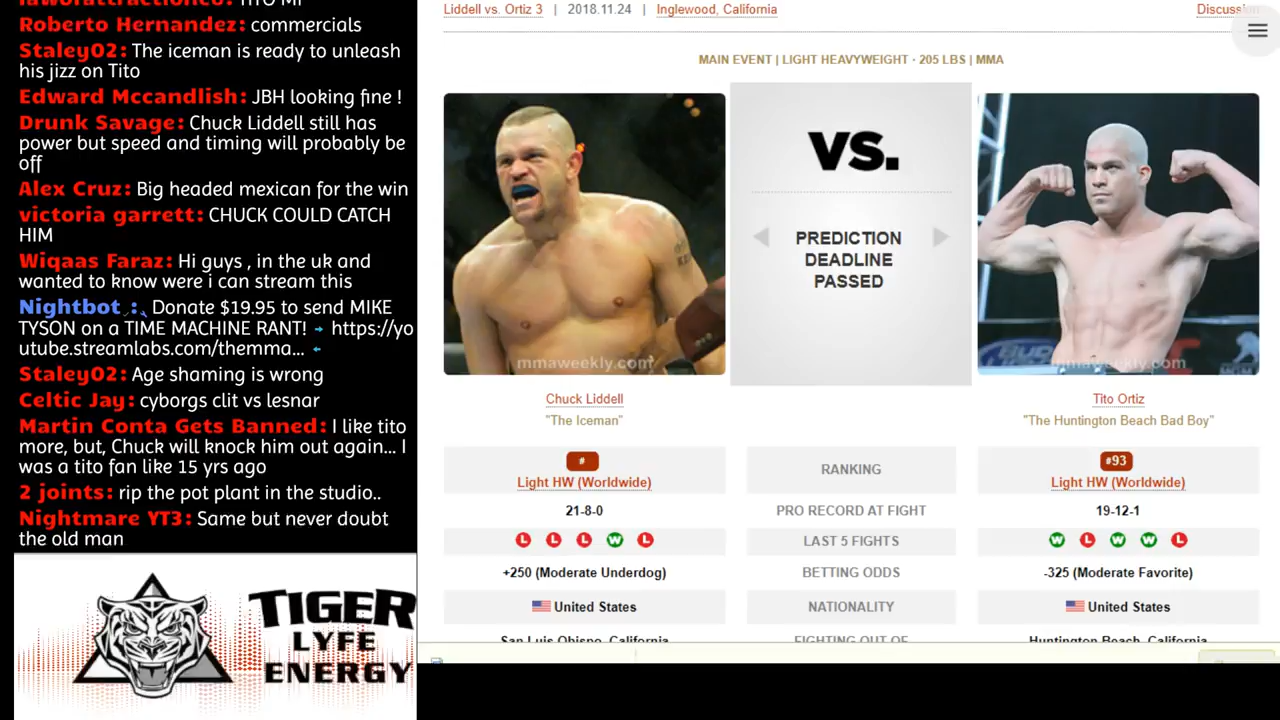 Roberto Hernandez: commercials
Staley02: The iceman is ready to unleash
his jizz on Tito
Edward Mccandlish: JBH looking fine !
Drunk Savage: Chuck Liddell still has
power but speed and timing will probably be
off
Alex Cruz: Big headed mexican for the win
victoria garrett: CHUCK COULD CATCH
HIM
Wiqaas Faraz: Hi guys , in the uk and
wanted to know were i can stream this
Nightbot : Donate $19.95 to send MIKE
TYSON on a TIME MACHINE RANT! → https://yo
utube.streamlabs.com/themma... ←
Staley02: Age shaming is wrong
Celtic Jay: cyborgs clit vs lesnar
Martin Conta Gets Banned: I like tito
more, but, Chuck will knock him out again... I
was a tito fan like 15 yrs ago
2 joints: rip the pot plant in the studio..
Nightmare YT3: Same but never doubt
the old man
TIGER
LYFE
ENERGY
Liddell vs. Ortiz 3 | 2018.11.24 | Inglewood, California
MAIN EVENT | LIGHT HEAVYWEIGHT · 205 LBS | MMA
VS.
PREDICTION
DEADLINE
PASSED
mmaweekly.com
mmaweekly.com
Chuck Liddell Tito Ortiz
"The Iceman" "The Huntington Beach Bad Boy"
# RANKING #93
Light HW (Worldwide) Light HW (Worldwide)
21-8-0 PRO RECORD AT FIGHT 19-12-1
L L L W L LAST 5 FIGHTS W L W W L
+250 (Moderate Underdog) BETTING ODDS -325 (Moderate Favorite)
United States NATIONALITY United States
San Luis Obispo, California FIGHTING OUT OF Huntington Beach, California